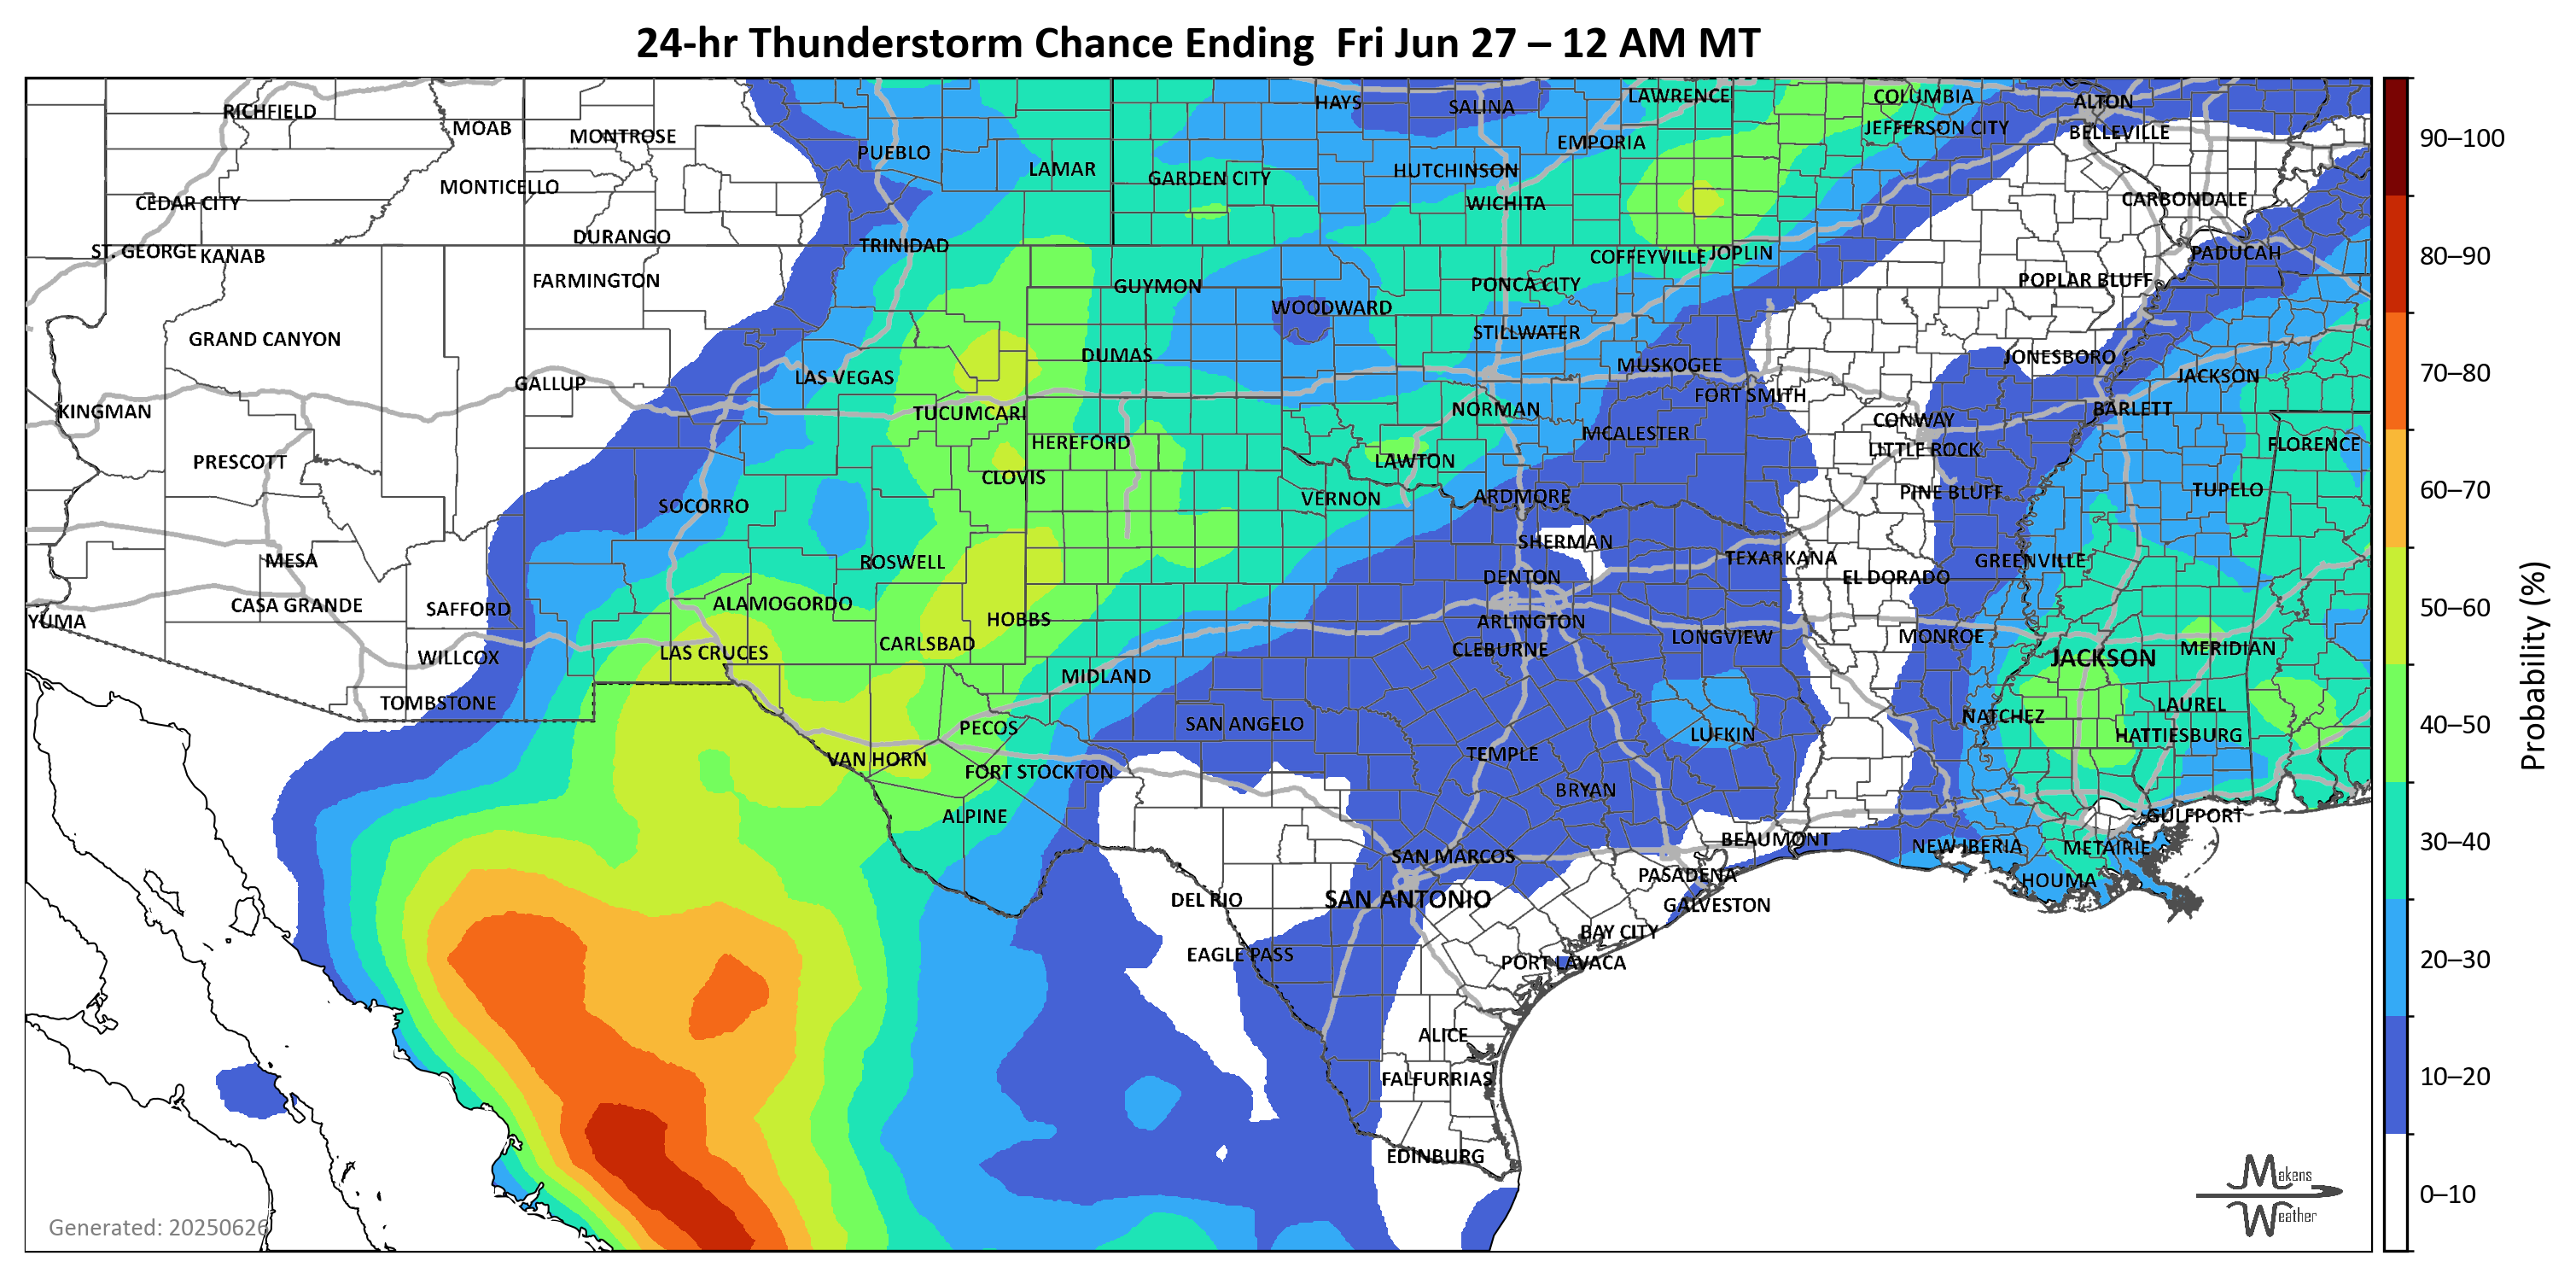 24-hr Thunderstorm Chance Ending  Fri Jun 27 – 12 AM MT
RICHFIELD
MOAB
MONTROSE
PUEBLO
LAMAR
GARDEN CITY
HAYS
SALINA
HUTCHINSON
WICHITA
EMPORIA
LAWRENCE
COLUMBIA
JEFFERSON CITY
ALTON
BELLEVILLE
CARBONDALE
PADUCAH
CEDAR CITY
MONTICELLO
ST. GEORGE
KANAB
DURANGO
TRINIDAD
FARMINGTON
GUYMON
WOODWARD
PONCA CITY
COFFEYVILLE
JOPLIN
POPLAR BLUFF
STILLWATER
GRAND CANYON
DUMAS
MUSKOGEE
JONESBORO
JACKSON
GALLUP
LAS VEGAS
FORT SMITH
KINGMAN
TUCUMCARI
NORMAN
CONWAY
BARLETT
HEREFORD
MCALESTER
LITTLE ROCK
FLORENCE
PRESCOTT
CLOVIS
LAWTON
SOCORRO
VERNON
ARDMORE
PINE BLUFF
TUPELO
MESA
ROSWELL
SHERMAN
TEXARKANA
GREENVILLE
DENTON
EL DORADO
YUMA
CASA GRANDE
SAFFORD
ALAMOGORDO
HOBBS
ARLINGTON
CARLSBAD
CLEBURNE
LONGVIEW
MONROE
JACKSON
MERIDIAN
WILLCOX
LAS CRUCES
MIDLAND
TOMBSTONE
PECOS
SAN ANGELO
LUFKIN
NATCHEZ
LAUREL
HATTIESBURG
VAN HORN
FORT STOCKTON
TEMPLE
BRYAN
ALPINE
GULFPORT
SAN MARCOS
BEAUMONT
NEW IBERIA
METAIRIE
PASADENA
HOUMA
DEL RIO
SAN ANTONIO
GALVESTON
BAY CITY
EAGLE PASS
PORT LAVACA
ALICE
FALFURRIAS
EDINBURG
Generated: 20250626
Makens
Weather
90–100
80–90
70–80
60–70
50–60
40–50
30–40
20–30
10–20
0–10
Probability (%)